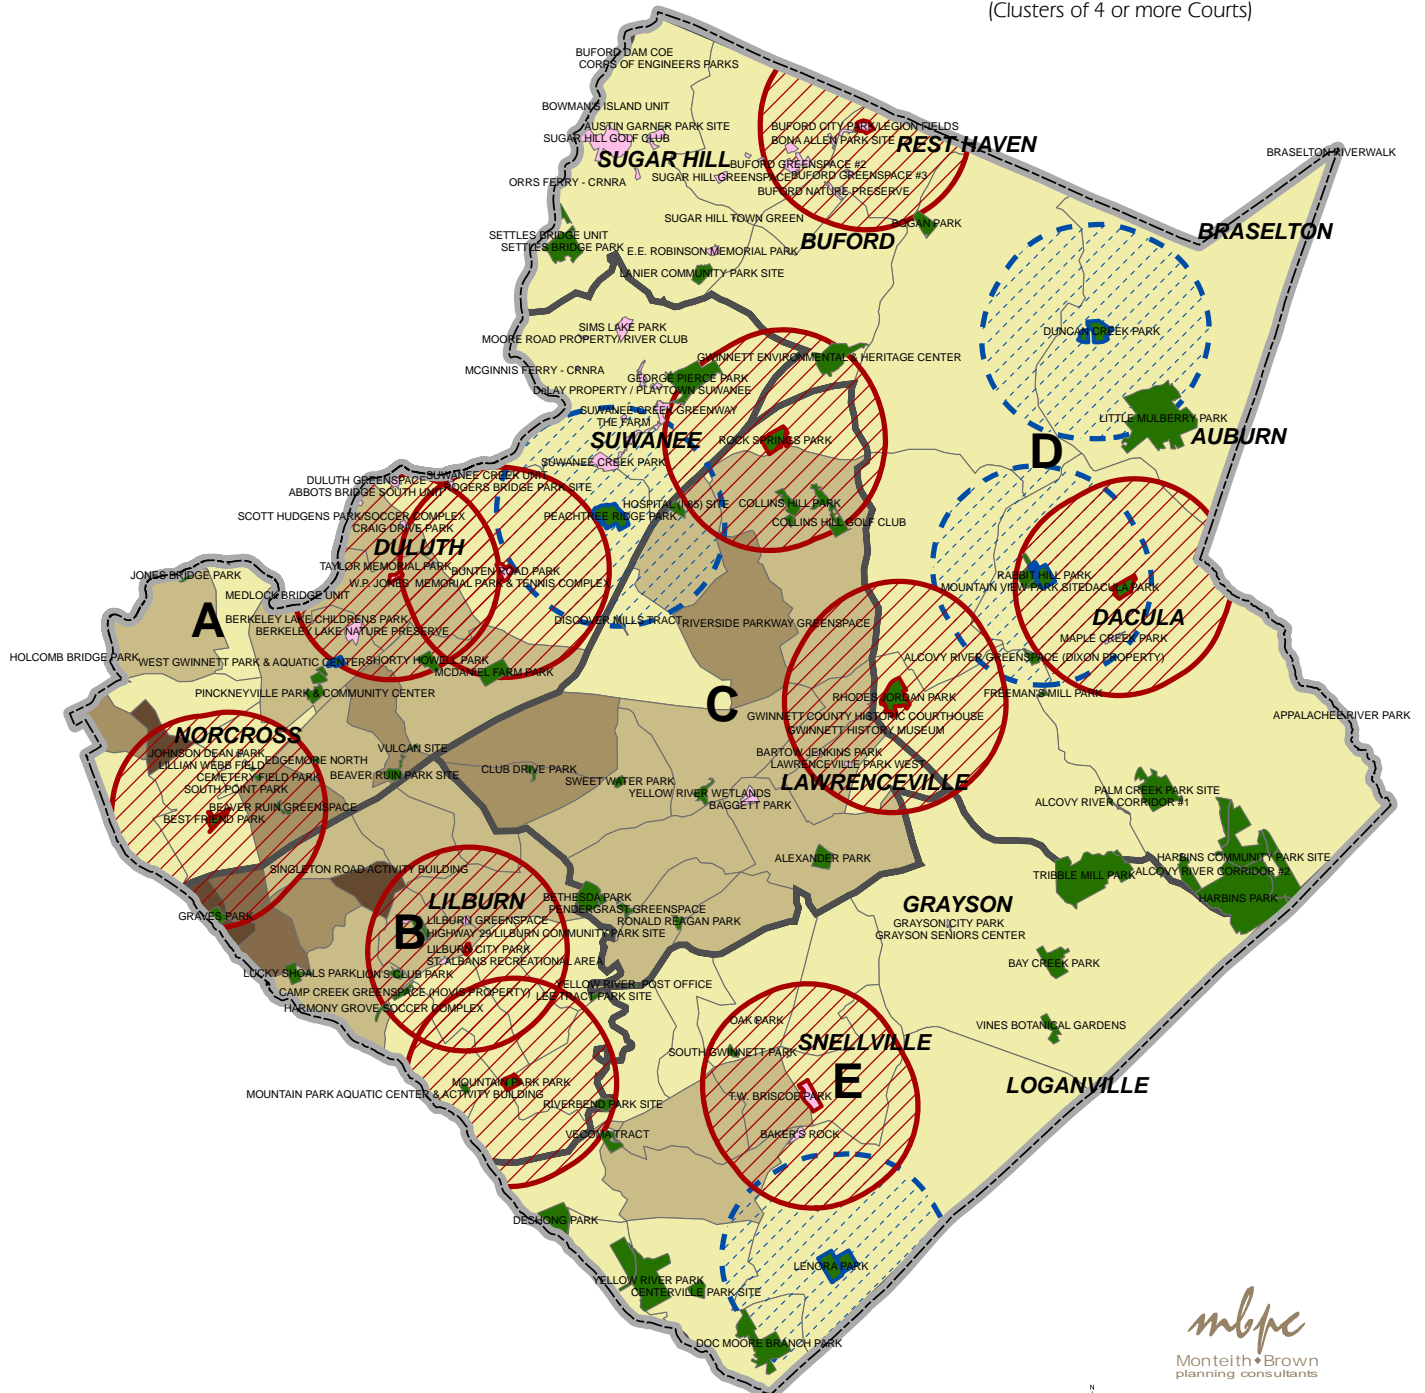 (Clusters of 4 or more Courts)
BUFORD DAM COE
CORPS OF ENGINEERS PARKS
BOWMAN'S ISLAND UNIT
AUSTIN GARNER PARK SITE
SUGAR HILL GOLF CLUB
SUGAR HILL
BUFORD CITY PARK/LEGION FIELDS
BONA ALLEN PARK SITE
REST HAVEN
BRASELTON RIVERWALK
BUFORD GREENSPACE #2
SUGAR HILL GREENSPACE
BUFORD GREENSPACE #3
ORRS FERRY - CRNRA
BUFORD NATURE PRESERVE
SUGAR HILL TOWN GREEN
BOGAN PARK
BRASELTON
SETTLES BRIDGE UNIT
SETTLES BRIDGE PARK
BUFORD
E.E. ROBINSON MEMORIAL PARK
LANIER COMMUNITY PARK SITE
SIMS LAKE PARK
MOORE ROAD PROPERTY/ RIVER CLUB
DUNCAN CREEK PARK
GWINNETT ENVIRONMENTAL & HERITAGE CENTER
MCGINNIS FERRY - CRNRA
GEORGE PIERCE PARK
DeLAY PROPERTY / PLAYTOWN SUWANEE
SUWANEE CREEK GREENWAY
THE FARM
LITTLE MULBERRY PARK
SUWANEE
ROCK SPRINGS PARK
AUBURN
D
SUWANEE CREEK PARK
SUWANEE CREEK UNIT
DULUTH GREENSPACE
ROGERS BRIDGE PARK SITE
ABBOTS BRIDGE SOUTH UNIT
HOSPITAL (I-85) SITE
COLLINS HILL PARK
SCOTT HUDGENS PARK SOCCER COMPLEX
PEACHTREE RIDGE PARK
COLLINS HILL GOLF CLUB
CRAIG DRIVE PARK
DULUTH
TAYLOR MEMORIAL PARK
BUNTEN ROAD PARK
JONES BRIDGE PARK
W.P. JONES MEMORIAL PARK & TENNIS COMPLEX
RABBIT HILL PARK
MOUNTAIN VIEW PARK SITE
DACULA PARK
MEDLOCK BRIDGE UNIT
A
BERKELEY LAKE CHILDRENS PARK
BERKELEY LAKE NATURE PRESERVE
DISCOVER MILLS TRACT
RIVERSIDE PARKWAY GREENSPACE
DACULA
MAPLE CREEK PARK
HOLCOMB BRIDGE PARK
WEST GWINNETT PARK & AQUATIC CENTER
SHORTY HOWELL PARK
MCDANIEL FARM PARK
ALCOVY RIVER GREENSPACE (DIXON PROPERTY)
PINCKNEYVILLE PARK & COMMUNITY CENTER
RHODES JORDAN PARK
FREEMAN'S MILL PARK
C
GWINNETT COUNTY HISTORIC COURTHOUSE
GWINNETT HISTORY MUSEUM
APPALACHEE RIVER PARK
NORCROSS
JOHNSON DEAN PARK
LILLIAN WEBB FIELD
EDGEMORE NORTH
VULCAN SITE
BEAVER RUIN PARK SITE
CEMETERY FIELD PARK
SOUTH POINT PARK
CLUB DRIVE PARK
BARTOW JENKINS PARK
LAWRENCEVILLE PARK WEST
LAWRENCEVILLE
SWEET WATER PARK
YELLOW RIVER WETLANDS
BAGGETT PARK
PALM CREEK PARK SITE
ALCOVY RIVER CORRIDOR #1
BEAVER RUIN GREENSPACE
BEST FRIEND PARK
SINGLETON ROAD ACTIVITY BUILDING
ALEXANDER PARK
HARBINS COMMUNITY PARK SITE
TRIBBLE MILL PARK
ALCOVY RIVER CORRIDOR #2
HARBINS PARK
LILBURN
BETHESDA PARK
PENDERGRAST GREENSPACE
GRAYSON
GRAVES PARK
B
LILBURN GREENSPACE
RONALD REAGAN PARK
GRAYSON CITY PARK
HIGHWAY 29/LILBURN COMMUNITY PARK SITE
GRAYSON SENIORS CENTER
LILBURN CITY PARK
ST. ALBANS RECREATIONAL AREA
BAY CREEK PARK
LUCKY SHOALS PARK
LION'S CLUB PARK
YELLOW RIVER POST OFFICE
CAMP CREEK GREENSPACE (HOVIS PROPERTY)
LEE TRACT PARK SITE
HARMONY GROVE SOCCER COMPLEX
OAK PARK
VINES BOTANICAL GARDENS
SNELLVILLE
SOUTH GWINNETT PARK
E
MOUNTAIN PARK PARK
LOGANVILLE
MOUNTAIN PARK AQUATIC CENTER & ACTIVITY BUILDING
T.W. BRISCOE PARK
RIVERBEND PARK SITE
VECOMA TRACT
BAKER'S ROCK
DESHONG PARK
LENORA PARK
YELLOW RIVER PARK
CENTERVILLE PARK SITE
DOC MOORE BRANCH PARK
mbpc
Monteith Brown
planning consultants
N